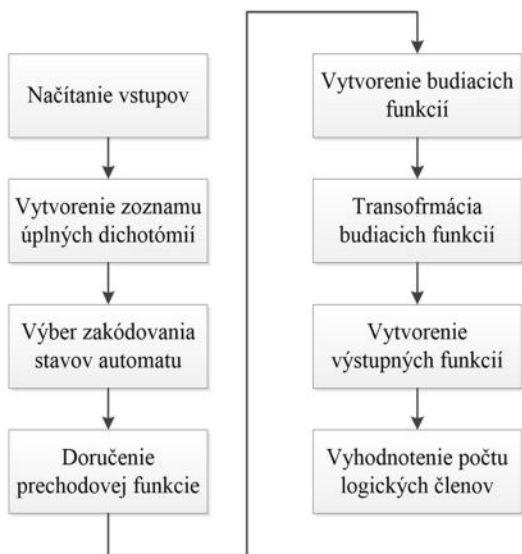 Načítanie vstupov
Vytvorenie zoznamu
úplných dichotómií
Výber zakódovania
stavov automatu
Doručenie
prechodovej funkcie
Vytvorenie budiacich
funkcií
Transofrmácia
budiacich funkcií
Vytvorenie
výstupných funkcií
Vyhodnotenie počtu
logických členov